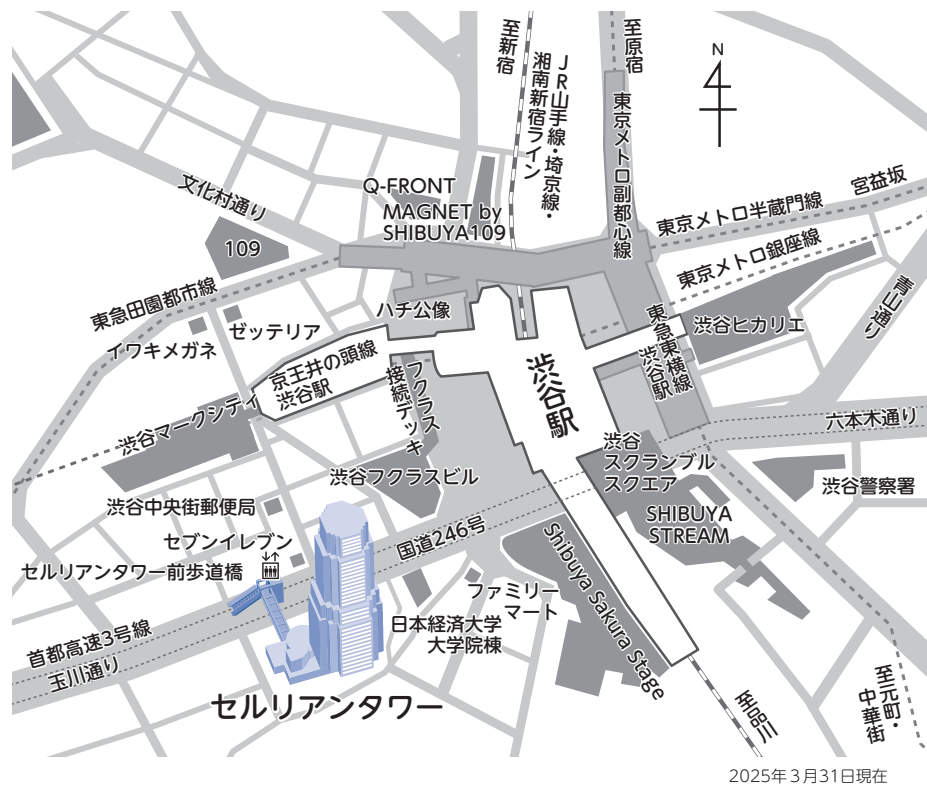 至新宿
JR山手線・埼京線・
湘南新宿ライン
至原宿
東京メトロ副都心線
N
宮益坂
東京メトロ半蔵門線
東京メトロ銀座線
青山通り
文化村通り
Q-FRONT
MAGNET by
SHIBUYA109
109
東急田園都市線
ハチ公像
ゼッテリア
イワキメガネ
京王井の頭線
渋谷駅
フクラス
接続デッキ
渋谷駅
東急東横線
渋谷駅
渋谷ヒカリエ
六本木通り
渋谷マークシティ
渋谷フクラスビル
渋谷
スクランブル
スクエア
渋谷警察署
渋谷中央街郵便局
SHIBUYA
STREAM
セブンイレブン
国道246号
セルリアンタワー前歩道橋
Shibuya Sakura Stage
ファミリー
マート
日本経済大学
大学院棟
首都高速3号線
玉川通り
セルリアンタワー
至品川
至元町・
中華街
2025年3月31日現在